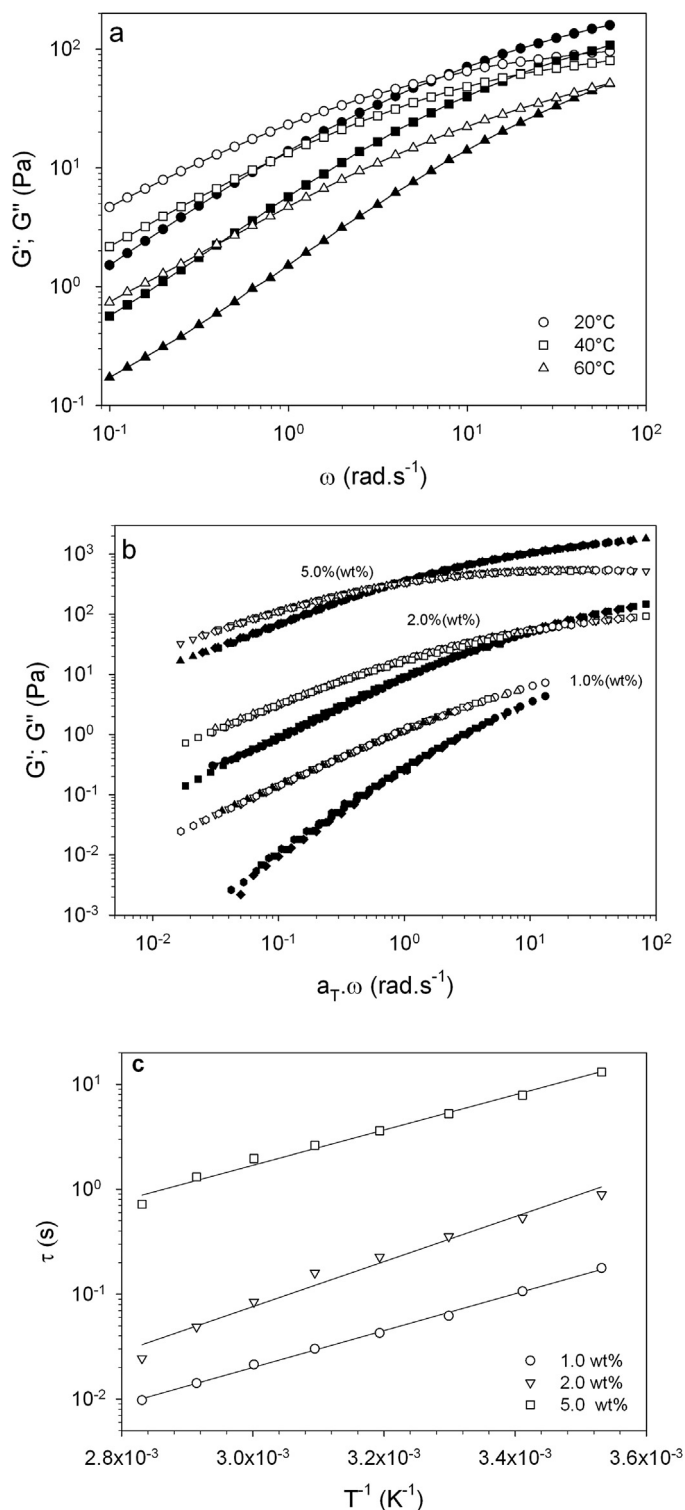 a
10²
10¹
10⁰
10⁻¹
G'; G" (Pa)
20°C
40°C
60°C
10⁻¹ 10⁰ 10¹ 10²
ω (rad.s⁻¹)
b
10³
10²
10¹
10⁰
10⁻¹
10⁻²
10⁻³
G'; G" (Pa)
5.0%(wt%)
2.0%(wt%)
1.0%(wt%)
10⁻² 10⁻¹ 10⁰ 10¹ 10²
a_T.ω (rad.s⁻¹)
c
10¹
10⁰
10⁻¹
10⁻²
τ (s)
1.0 wt%
2.0 wt%
5.0 wt%
2.8x10⁻³ 3.0x10⁻³ 3.2x10⁻³ 3.4x10⁻³ 3.6x10⁻³
T⁻¹ (K⁻¹)